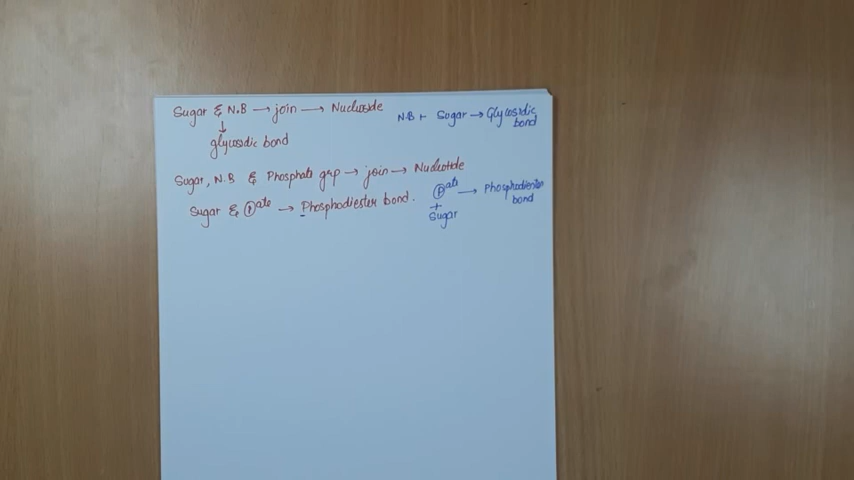 Sugar & N.B → join → Nucleoside
↓
glycosidic bond
N.B + Sugar → Glycosidic
bond
Sugar, N.B & Phosphate grp → join → Nucleotide
Sugar & Pate → Phosphodiester bond.
Pate → Phosphodiester
bond
+
Sugar